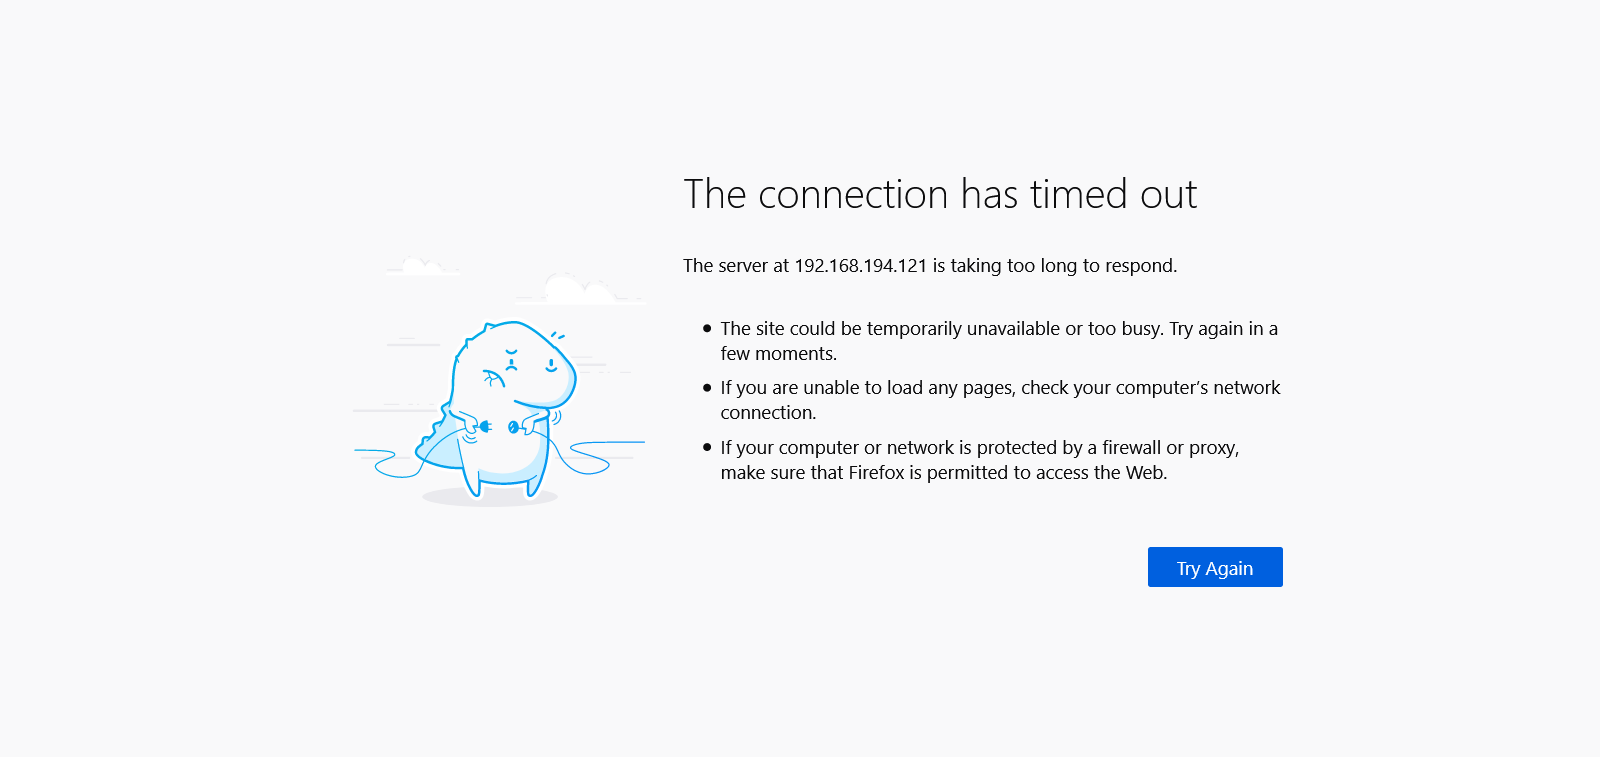 The connection has timed out
The server at 192.168.194.121 is taking too long to respond.
• The site could be temporarily unavailable or too busy. Try again in a
few moments.
• If you are unable to load any pages, check your computer’s network
connection.
• If your computer or network is protected by a firewall or proxy,
make sure that Firefox is permitted to access the Web.
Try Again